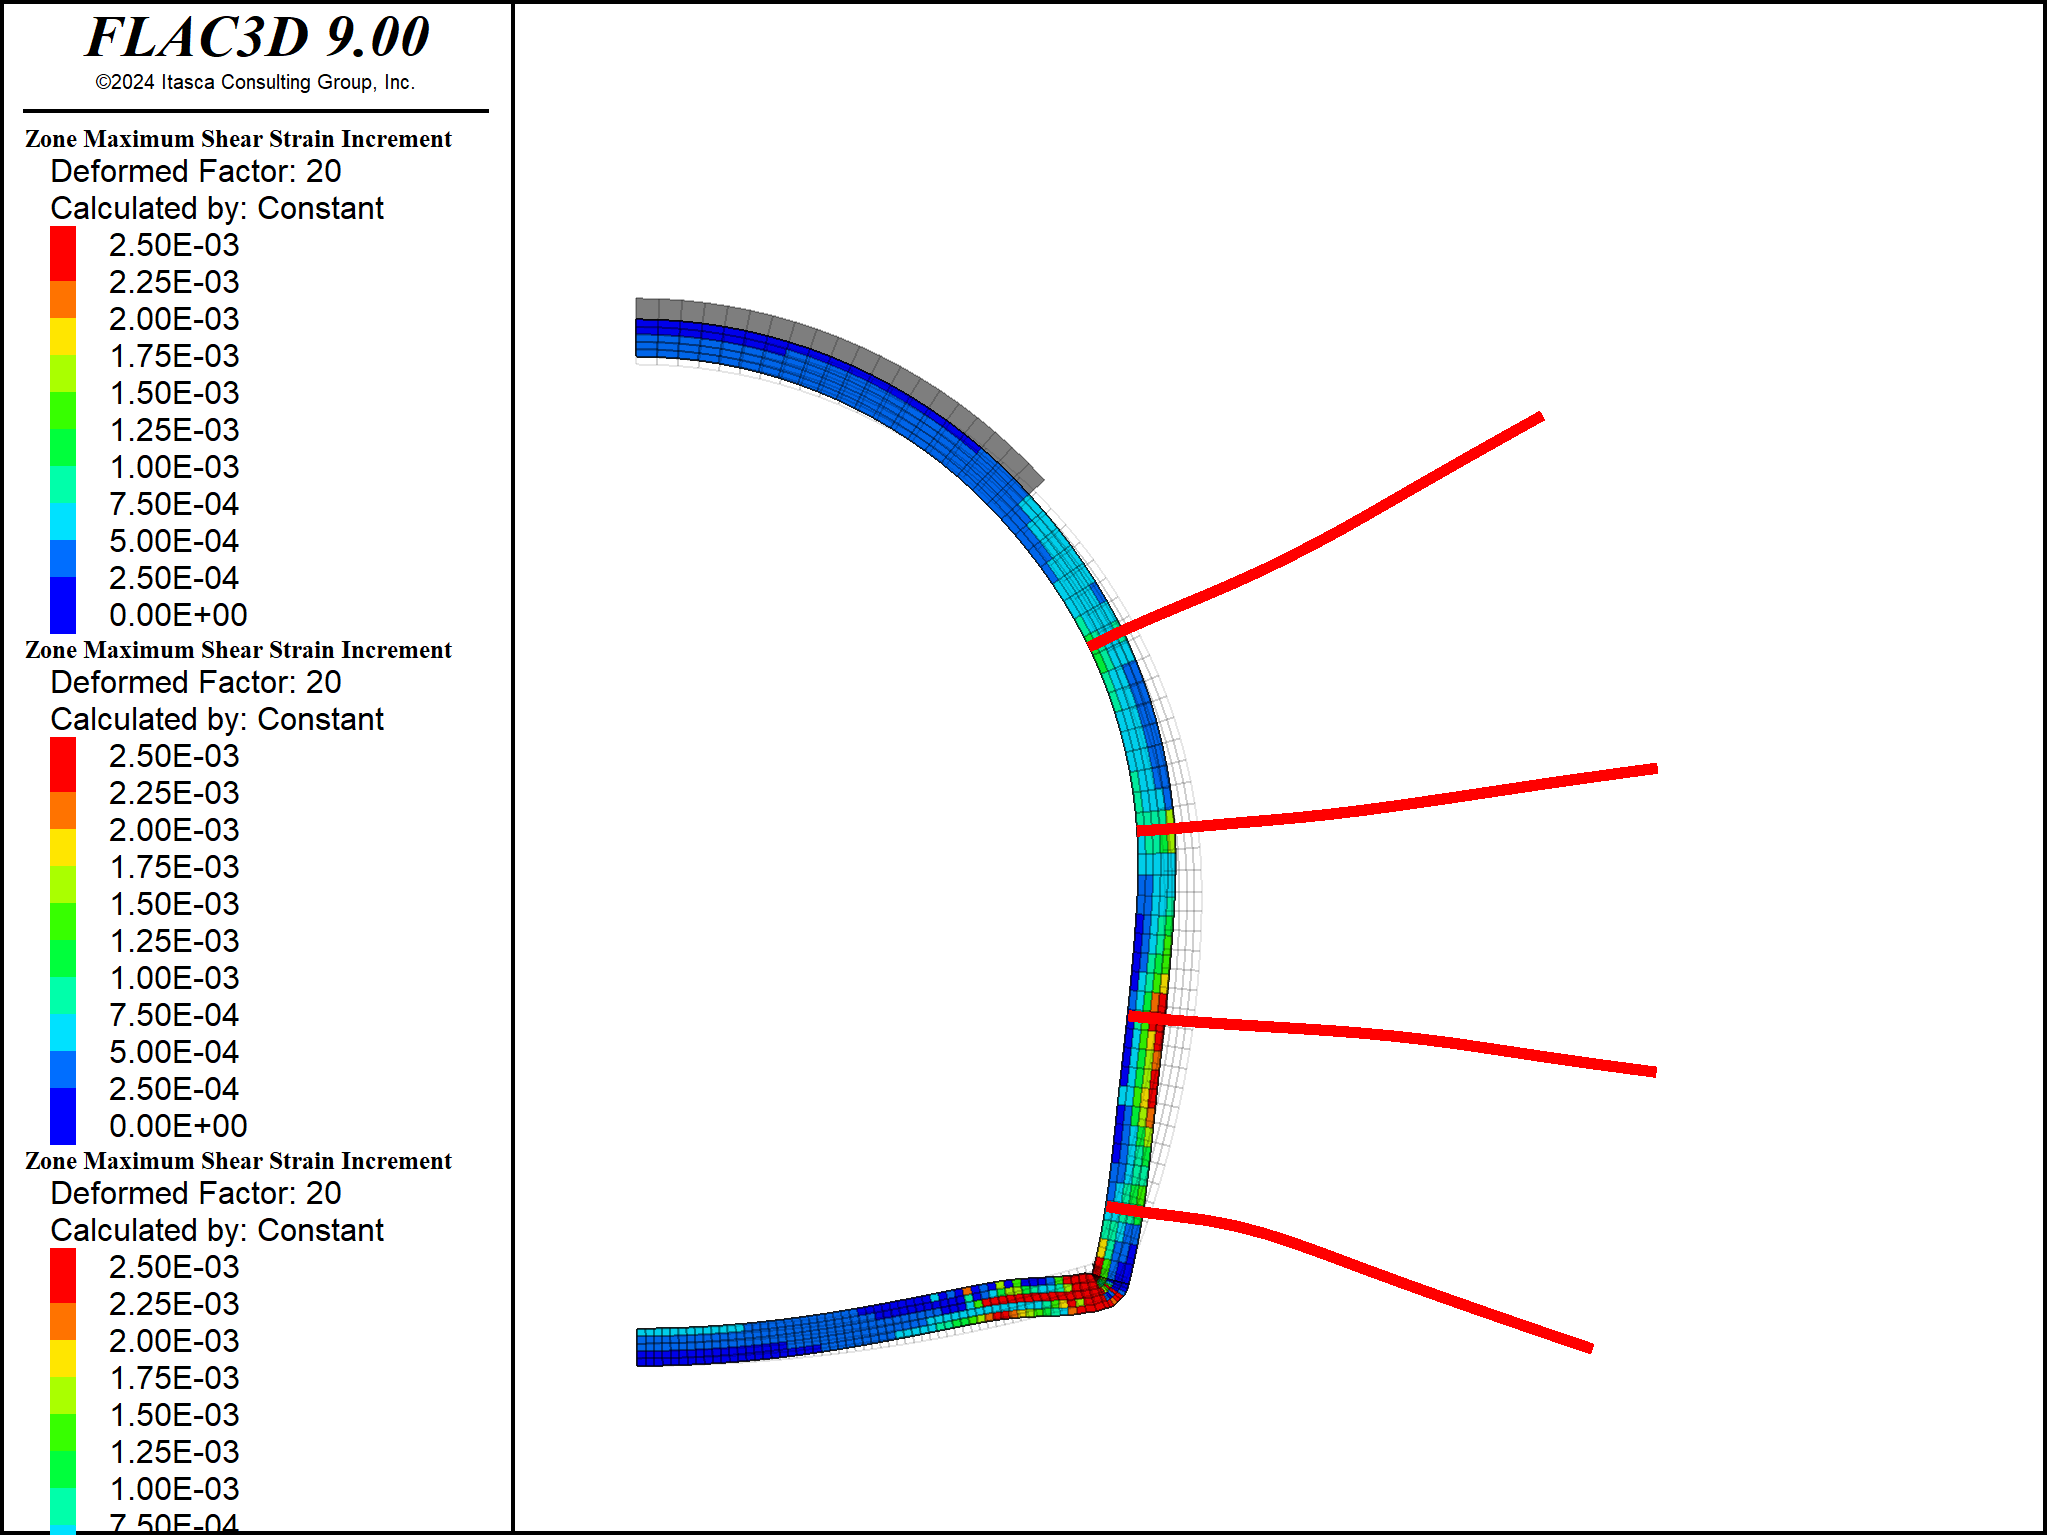 FLAC3D 9.00
©2024 Itasca Consulting Group, Inc.
Zone Maximum Shear Strain Increment
Deformed Factor: 20
Calculated by: Constant
2.50E-03
2.25E-03
2.00E-03
1.75E-03
1.50E-03
1.25E-03
1.00E-03
7.50E-04
5.00E-04
2.50E-04
0.00E+00
Zone Maximum Shear Strain Increment
Deformed Factor: 20
Calculated by: Constant
2.50E-03
2.25E-03
2.00E-03
1.75E-03
1.50E-03
1.25E-03
1.00E-03
7.50E-04
5.00E-04
2.50E-04
0.00E+00
Zone Maximum Shear Strain Increment
Deformed Factor: 20
Calculated by: Constant
2.50E-03
2.25E-03
2.00E-03
1.75E-03
1.50E-03
1.25E-03
1.00E-03
7.50E-04